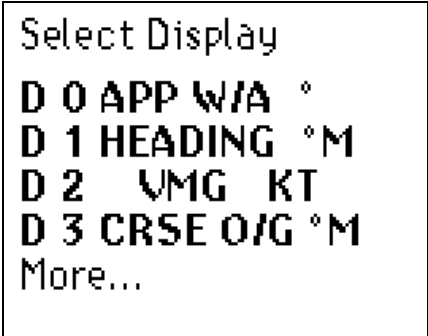 Select Display
D 0 APP W/A °
D 1 HEADING °M
D 2 VMG KT
D 3 CRSE O/G °M
More...